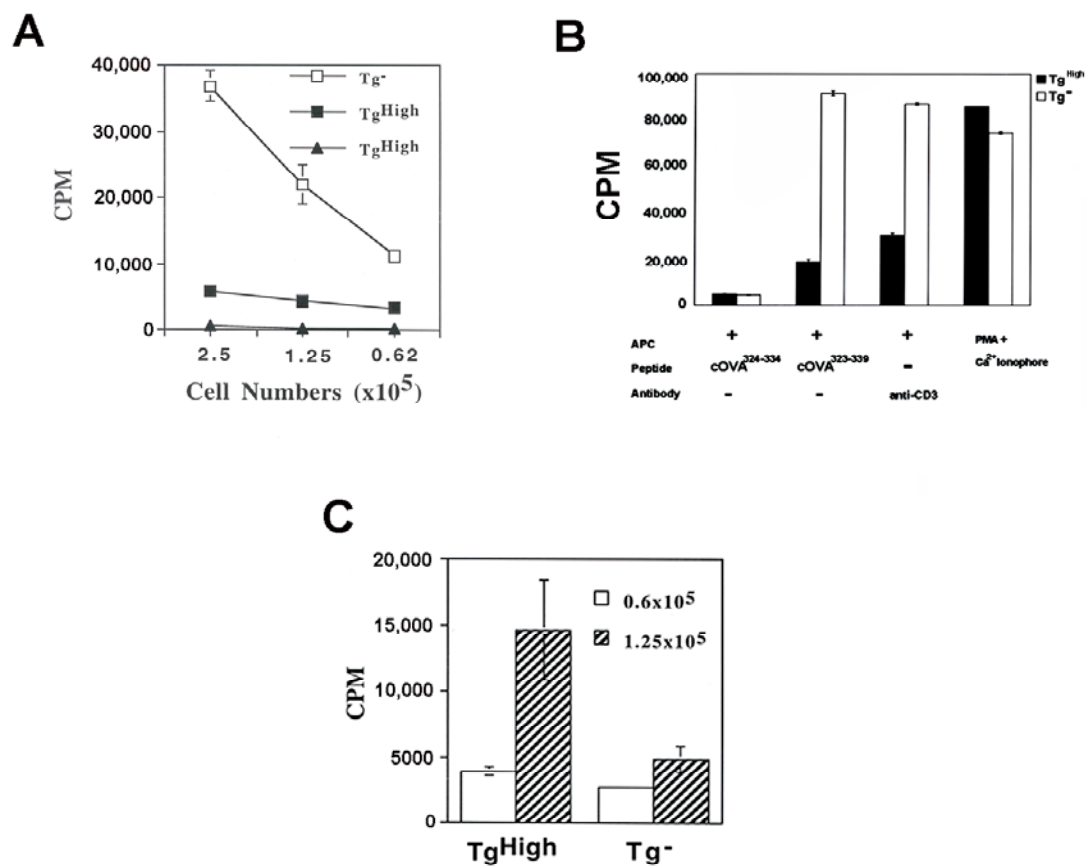 A
40,000
30,000
20,000
10,000
0
CPM
Tg-
TgHigh
TgHigh
2.5 1.25 0.62
Cell Numbers (x10^5)
B
100,000
80,000
60,000
40,000
20,000
0
CPM
TgHigh
Tg-
APC + + + PMA +
Peptide cOVA324-334 cOVA323-339 - Ca2+ Ionophore
Antibody - - anti-CD3
C
20,000
15,000
10,000
5000
0
CPM
0.6x10^5
1.25x10^5
TgHigh Tg-